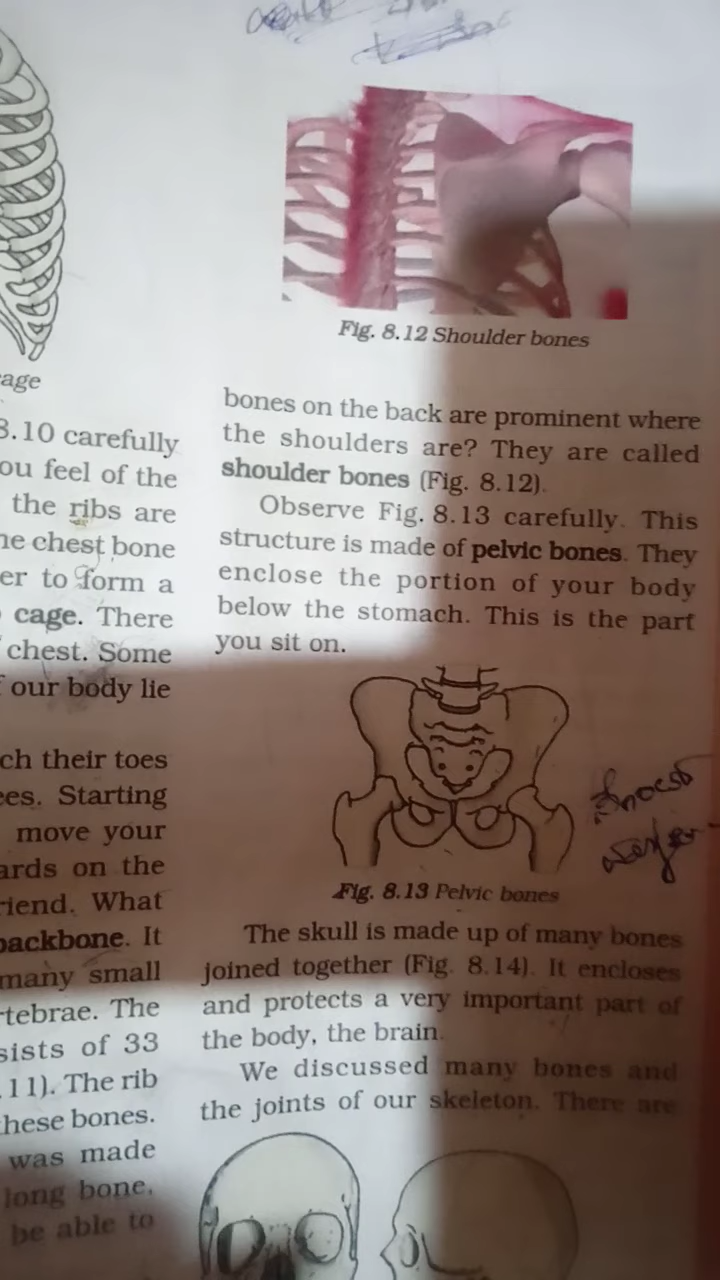 age
8.10 carefully
ou feel of the
the ribs are
ne chest bone
er to form a
cage. There
chest. Some
f our body lie
ch their toes
ees. Starting
move your
ards on the
riend. What
backbone. It
many small
rtebrae. The
sists of 33
11). The rib
these bones.
was made
long bone,
be able to
Fig. 8.12 Shoulder bones
bones on the back are prominent where
the shoulders are? They are called
shoulder bones (Fig. 8.12).
Observe Fig. 8.13 carefully. This
structure is made of pelvic bones. They
enclose the portion of your body
below the stomach. This is the part
you sit on.
Fig. 8.13 Pelvic bones
The skull is made up of many bones
joined together (Fig. 8.14). It encloses
and protects a very important part of
the body, the brain.
We discussed many bones and
the joints of our skeleton. There are